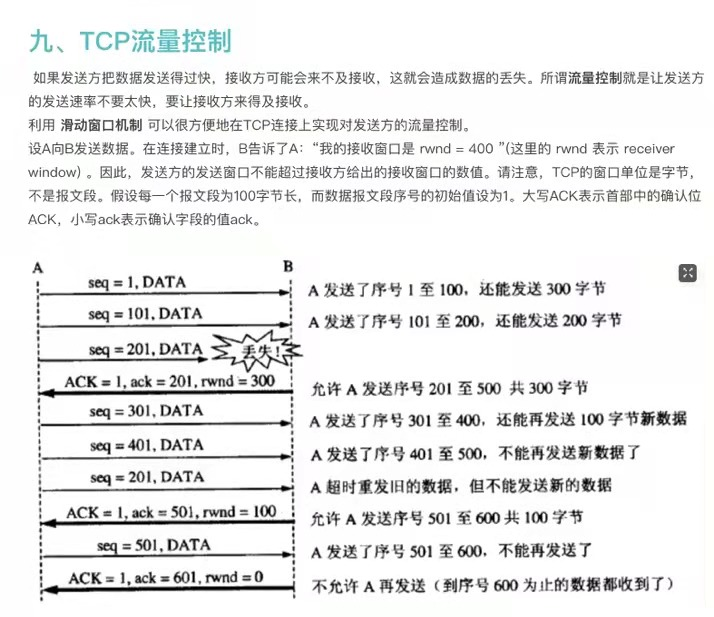 九、TCP流量控制
如果发送方把数据发送得过快，接收方可能会来不及接收，这就会造成数据的丢失。所谓流量控制就是让发送方
的发送速率不要太快，要让接收方来得及接收。
利用 滑动窗口机制 可以很方便地在TCP连接上实现对发送方的流量控制。
设A向B发送数据。在连接建立时，B告诉了A：“我的接收窗口是 rwnd = 400 ”(这里的 rwnd 表示 receiver
window) 。因此，发送方的发送窗口不能超过接收方给出的接收窗口的数值。请注意，TCP的窗口单位是字节，
不是报文段。假设每一个报文段为100字节长，而数据报文段序号的初始值设为1。大写ACK表示首部中的确认位
ACK，小写ack表示确认字段的值ack。
A B
seq = 1, DATA A 发送了序号 1 至 100，还能发送 300 字节
seq = 101, DATA A 发送了序号 101 至 200，还能发送 200 字节
seq = 201, DATA 丢失!
ACK = 1, ack = 201, rwnd = 300 允许 A 发送序号 201 至 500 共 300 字节
seq = 301, DATA A 发送了序号 301 至 400，还能再发送 100 字节新数据
seq = 401, DATA A 发送了序号 401 至 500，不能再发送新数据了
seq = 201, DATA A 超时重发旧的数据，但不能发送新的数据
ACK = 1, ack = 501, rwnd = 100 允许 A 发送序号 501 至 600 共 100 字节
seq = 501, DATA A 发送了序号 501 至 600，不能再发送了
ACK = 1, ack = 601, rwnd = 0 不允许 A 再发送（到序号 600 为止的数据都收到了）